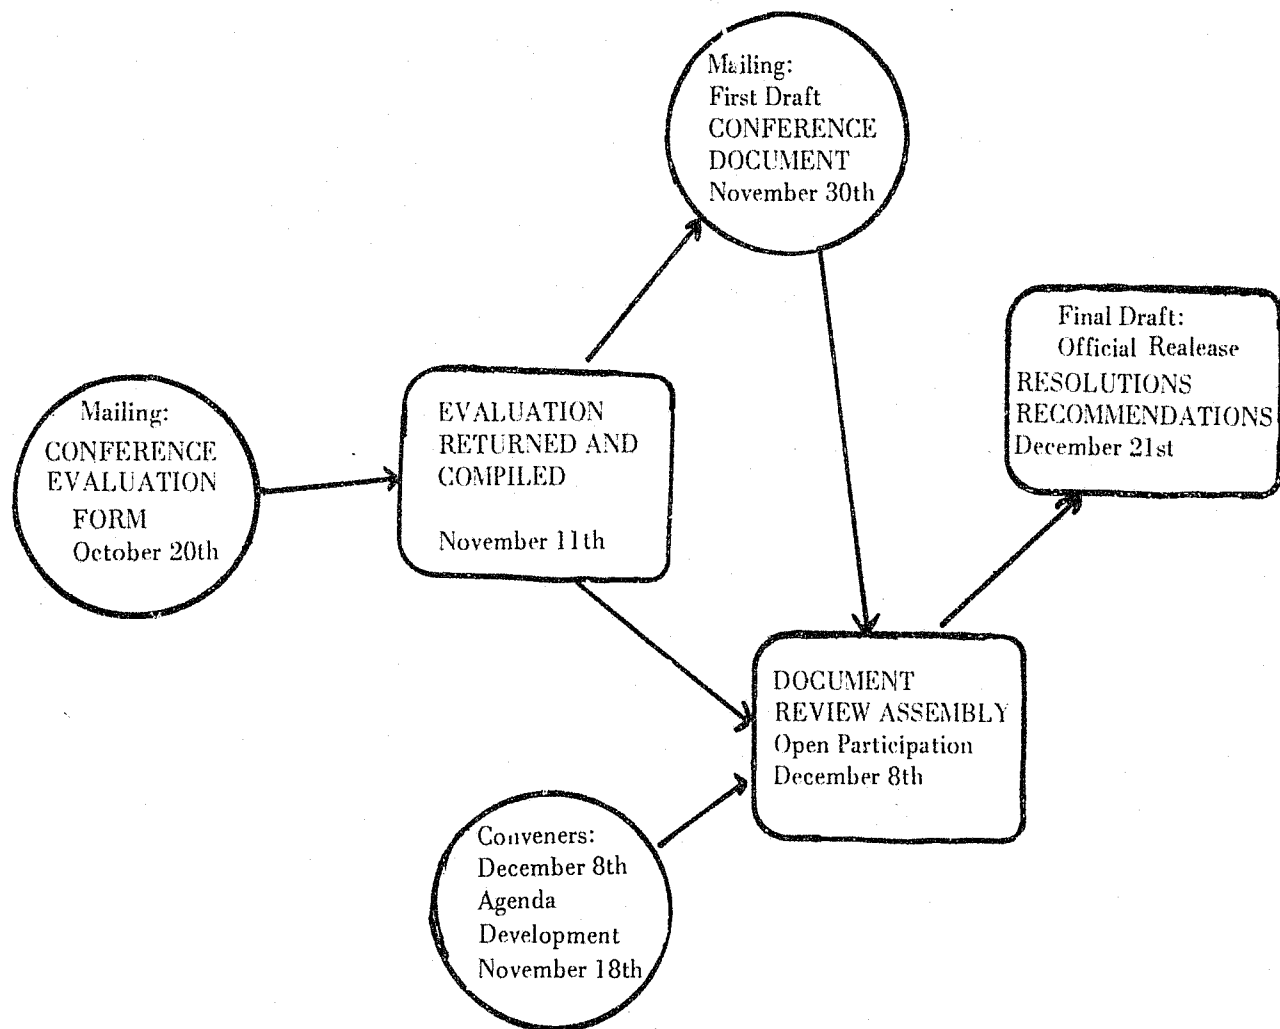 Mailing:
First Draft
CONFERENCE
DOCUMENT
November 30th
Final Draft:
Official Realease
RESOLUTIONS
RECOMMENDATIONS
December 21st
Mailing:
CONFERENCE
EVALUATION
FORM
October 20th
EVALUATION
RETURNED AND
COMPILED
November 11th
DOCUMENT
REVIEW ASSEMBLY
Open Participation
December 8th
Conveners:
December 8th
Agenda
Development
November 18th